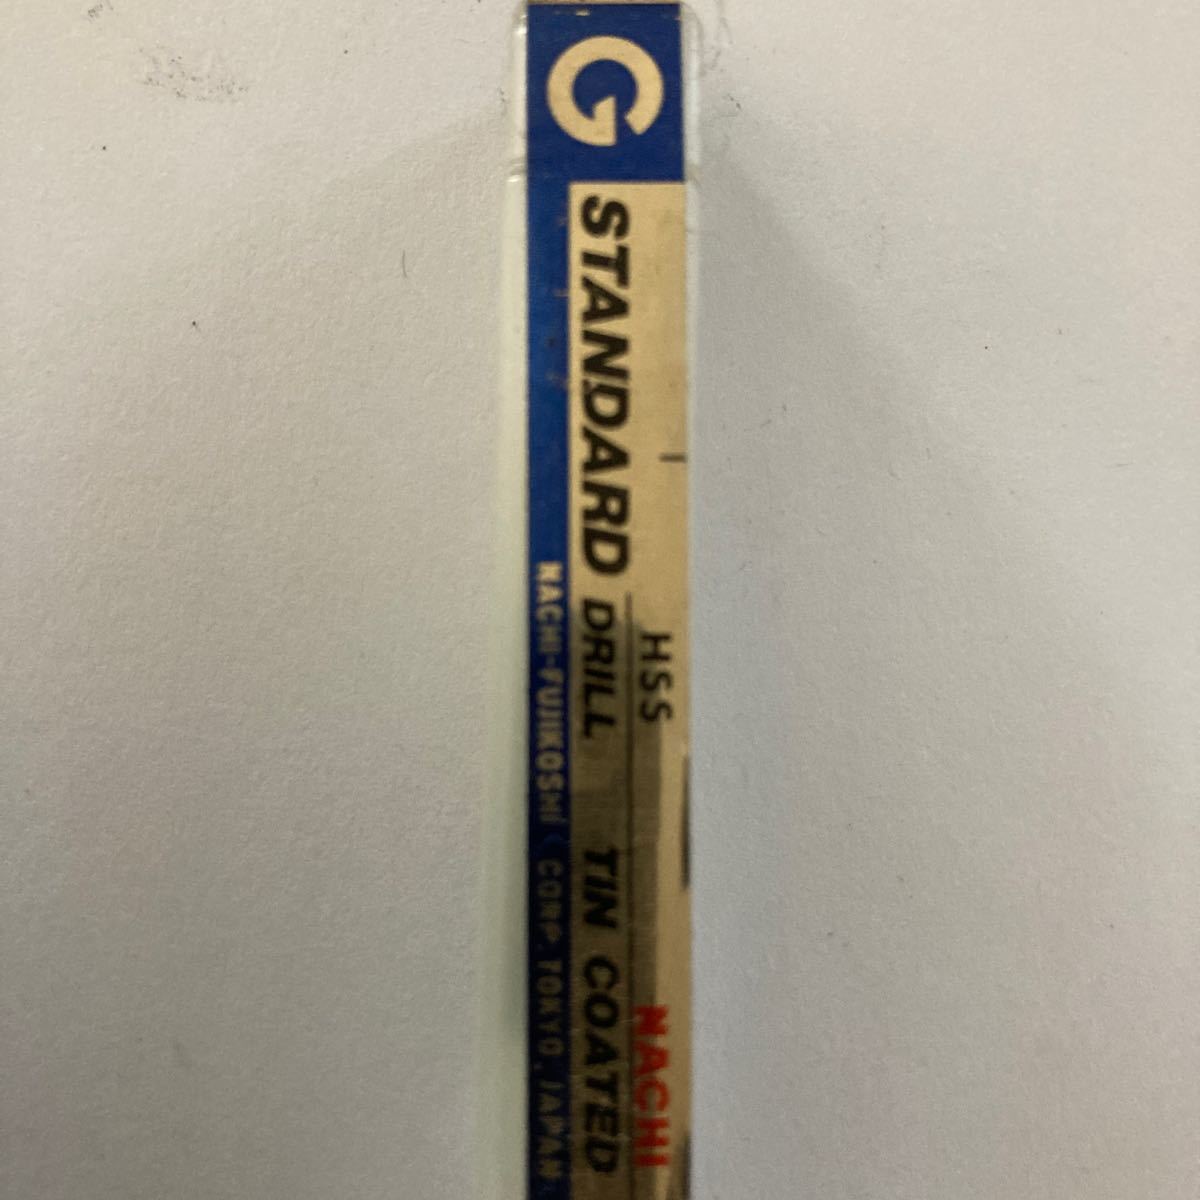 G
HSS NACHI
STANDARD DRILL TIN COATED
NACHI-FUJIKOSHI CORP. TOKYO, JAPAN